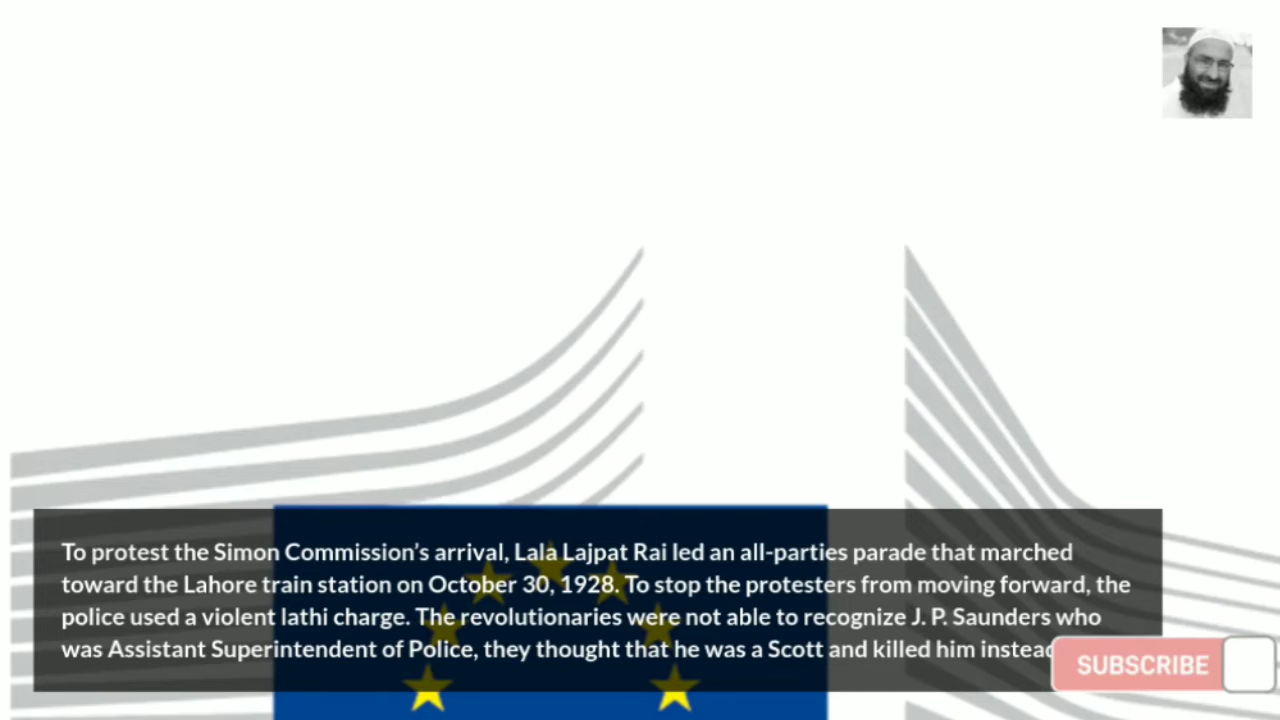 To protest the Simon Commission's arrival, Lala Lajpat Rai led an all-parties parade that marched
toward the Lahore train station on October 30, 1928. To stop the protesters from moving forward, the
police used a violent lathi charge. The revolutionaries were not able to recognize J. P. Saunders who
was Assistant Superintendent of Police, they thought that he was a Scott and killed him instead
SUBSCRIBE